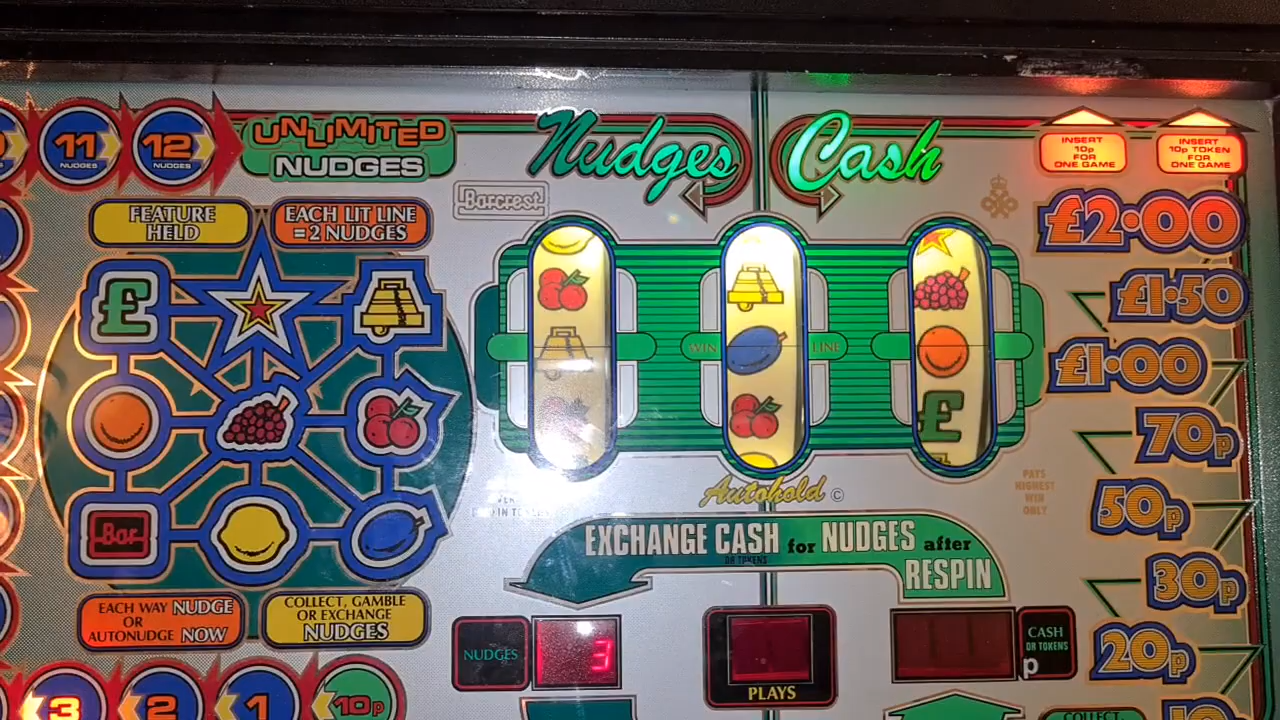 11
NUDGES
12
NUDGES
UNLIMITED
NUDGES
Nudges
Cash
INSERT
10p
FOR
ONE GAME
INSERT
10p TOKEN
FOR
ONE GAME
Barcrest
FEATURE
HELD
EACH LIT LINE
= 2 NUDGES
£2.00
£1.50
£1.00
70p
50p
30p
20p
£
Bar
WIN
LINE
£
Autohold ©
PAYS
HIGHEST
WIN
ONLY
EXCHANGE CASH for NUDGES after
OR TOKENS
RESPIN
EACH WAY NUDGE
OR
AUTONUDGE NOW
COLLECT, GAMBLE
OR EXCHANGE
NUDGES
NUDGES
3
PLAYS
CASH
OR TOKENS
p
3
2
1
10p
COLLECT